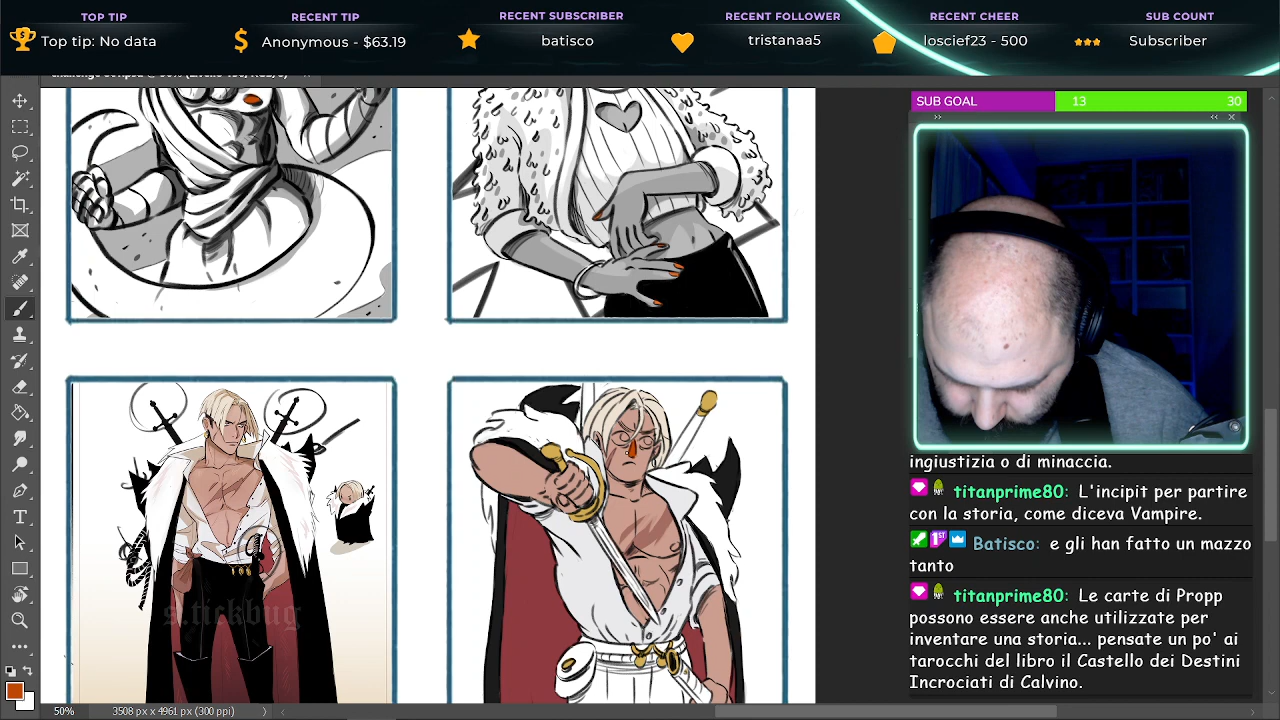 TOP TIP
Top tip: No data
RECENT TIP
Anonymous - $63.19
RECENT SUBSCRIBER
batisco
RECENT FOLLOWER
tristanaa5
RECENT CHEER
loscief23 - 500
SUB COUNT
Subscriber
SUB GOAL 13 30
ingiustizia o di minaccia.
titanprime80: L'incipit per partire
con la storia, come diceva Vampire.
Batisco: e gli han fatto un mazzo
tanto
titanprime80: Le carte di Propp
possono essere anche utilizzate per
inventare una storia... pensate un po' ai
tarocchi del libro il Castello dei Destini
Incrociati di Calvino.
s.tickbug
50% 3508 px x 4961 px (300 ppi)